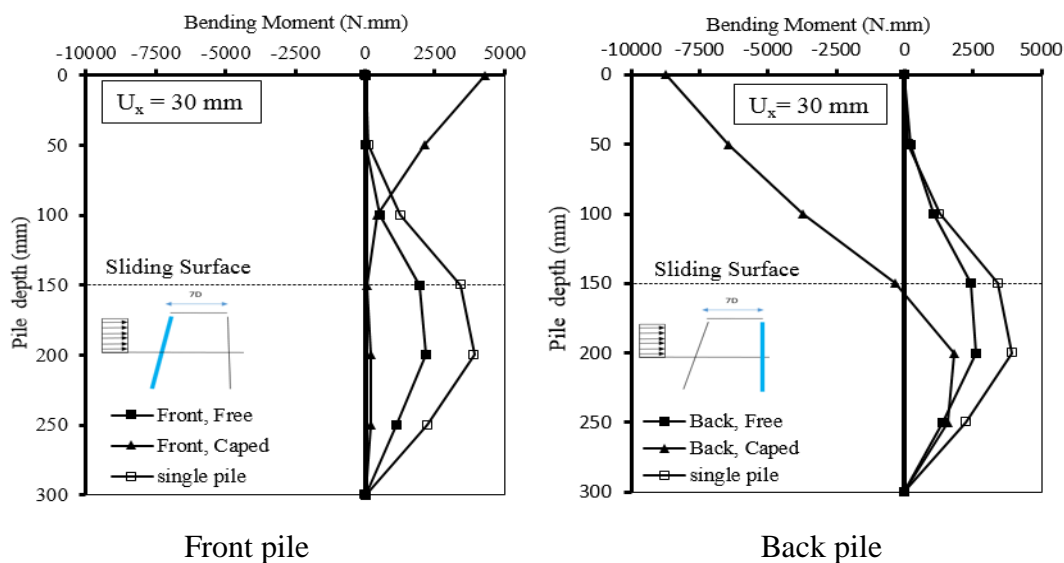 Bending Moment (N.mm)
-10000 -7500 -5000 -2500 0 2500 5000
0
50
100
150
200
250
300
Pile depth (mm)
Ux = 30 mm
Sliding Surface
7D
Front, Free
Front, Caped
single pile
Front pile
Bending Moment (N.mm)
-10000 -7500 -5000 -2500 0 2500 5000
0
50
100
150
200
250
300
Pile depth (mm)
Ux= 30 mm
Sliding Surface
7D
Back, Free
Back, Caped
single pile
Back pile